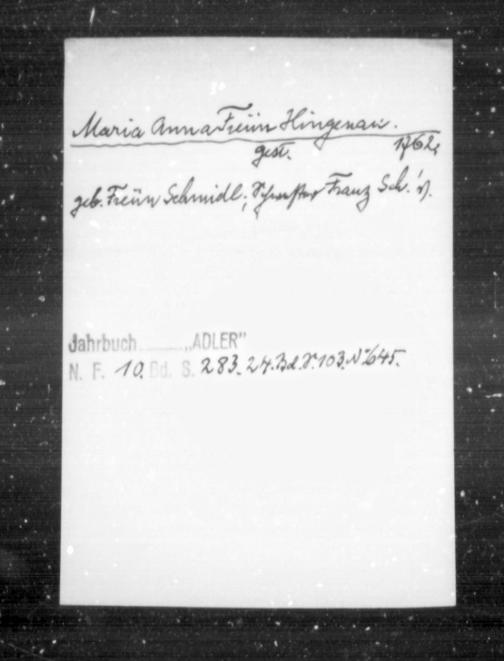 Maria Anna Freiin Hingenau.
gest. 1762.
geb. Freiin Schmidl, Schwester Franz Sch.'s.
Jahrbuch „ADLER"
N. F. 10. Bd. S. 283. 24. Bd. S. 103. No 645.